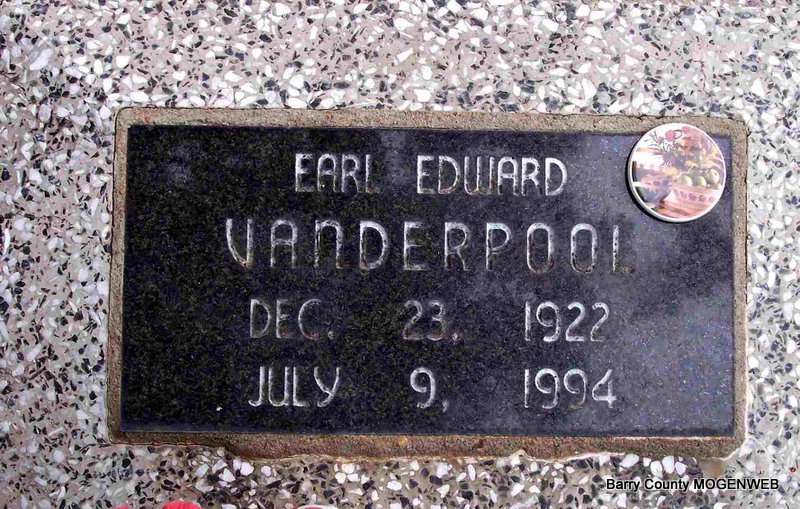 EARL EDWARD
VANDERPOOL
DEC. 23. 1922
JULY 9, 1994
Barry County MOGENWEB